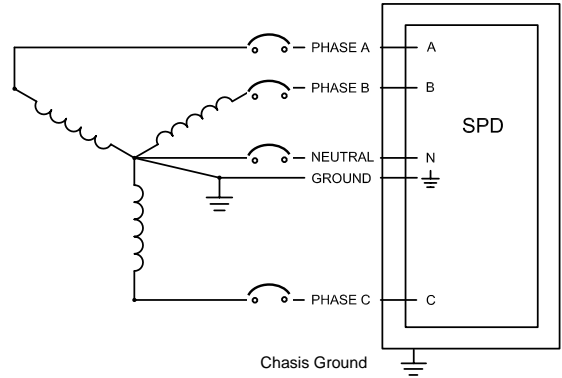 PHASE A
A
PHASE B
B
SPD
NEUTRAL
N
GROUND
PHASE C
C
Chasis Ground